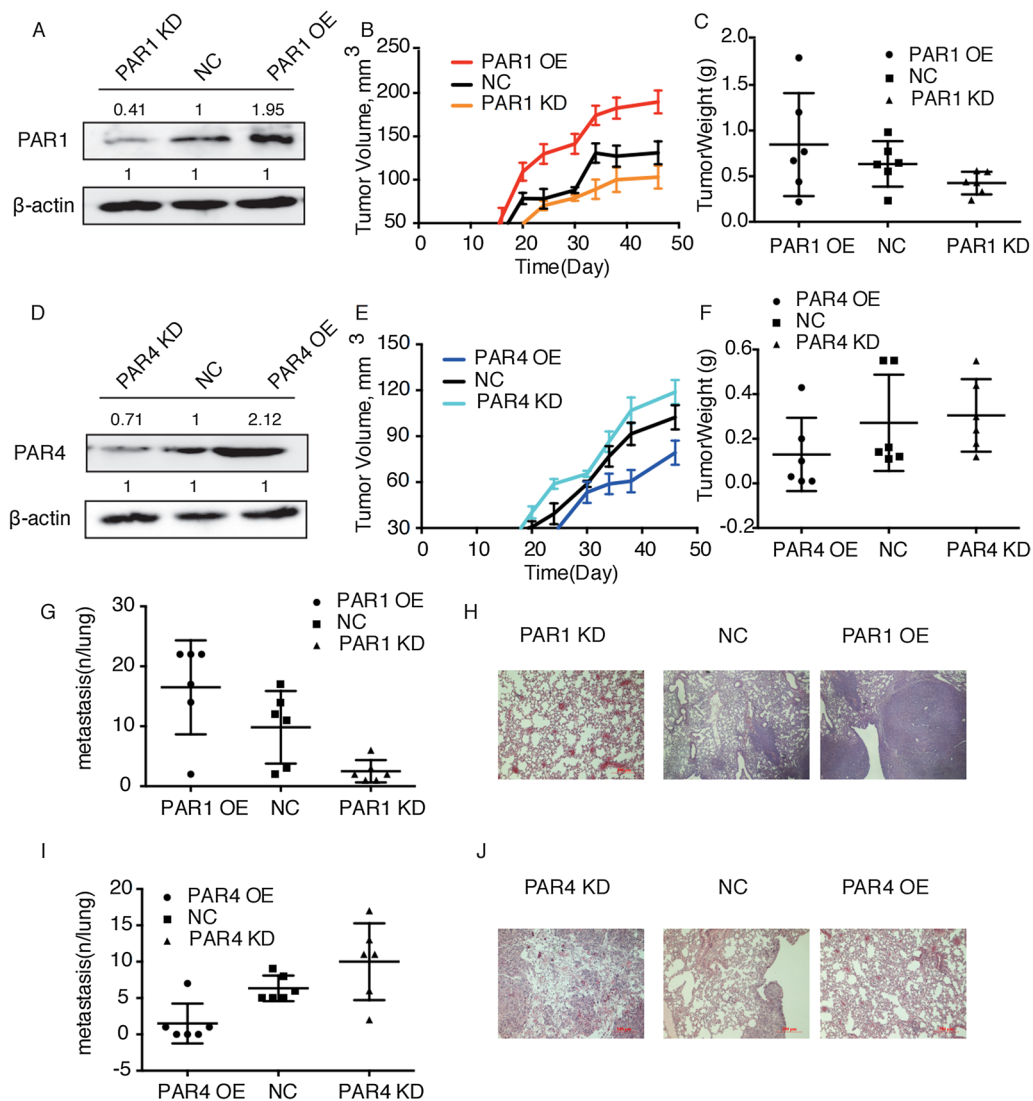 A
PAR1 KD
NC
PAR1 OE
0.41 1 1.95
PAR1
1 1 1
β-actin
B
Tumor Volume, mm 3
250
200
150
100
50
PAR1 OE
NC
PAR1 KD
0 10 20 30 40 50
Time(Day)
C
TumorWeight (g)
2.0
1.5
1.0
0.5
0.0
PAR1 OE
NC
PAR1 KD
PAR1 OE NC PAR1 KD
D
PAR4 KD
NC
PAR4 OE
0.71 1 2.12
PAR4
1 1 1
β-actin
E
Tumor Volume, mm 3
150
120
90
60
30
PAR4 OE
NC
PAR4 KD
0 10 20 30 40 50
Time(Day)
F
TumorWeight (g)
PAR4 OE
NC
PAR4 KD
0.6
0.4
0.2
0.0
-0.2
PAR4 OE NC PAR4 KD
G
metastasis(n/lung)
30
20
10
0
PAR1 OE
NC
PAR1 KD
PAR1 OE NC PAR1 KD
H
PAR1 KD NC PAR1 OE
I
metastasis(n/lung)
20
15
10
5
0
-5
PAR4 OE
NC
PAR4 KD
PAR4 OE NC PAR4 KD
J
PAR4 KD NC PAR4 OE